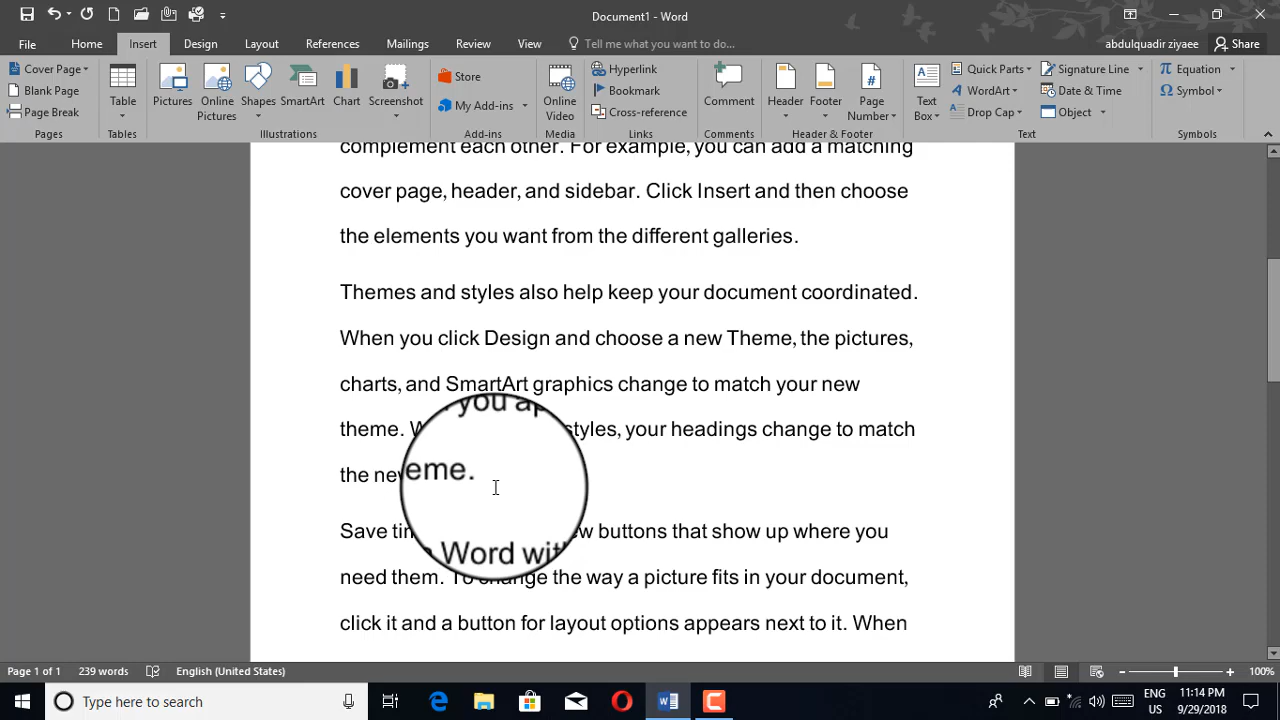 Document1 - Word
File Home Insert Design Layout References Mailings Review View Tell me what you want to do... abdulquadir ziyaee Share
Cover Page
Blank Page
Page Break
Pages
Table
Tables
Pictures
Online Pictures
Shapes
SmartArt
Chart
Screenshot
Illustrations
Store
My Add-ins
Add-ins
Online Video
Media
Hyperlink
Bookmark
Cross-reference
Links
Comment
Comments
Header
Footer
Page Number
Header & Footer
Text Box
Quick Parts
WordArt
Drop Cap
Signature Line
Date & Time
Object
Text
Equation
Symbol
Symbols
complement each other. For example, you can add a matching
cover page, header, and sidebar. Click Insert and then choose
the elements you want from the different galleries.
Themes and styles also help keep your document coordinated.
When you click Design and choose a new Theme, the pictures,
charts, and SmartArt graphics change to match your new
you ap
theme. W styles, your headings change to match
the new eme.
Save tim w buttons that show up where you
Word with
need them. To change the way a picture fits in your document,
click it and a button for layout options appears next to it. When
Page 1 of 1 239 words English (United States) 100%
Type here to search
ENG US
11:14 PM
9/29/2018